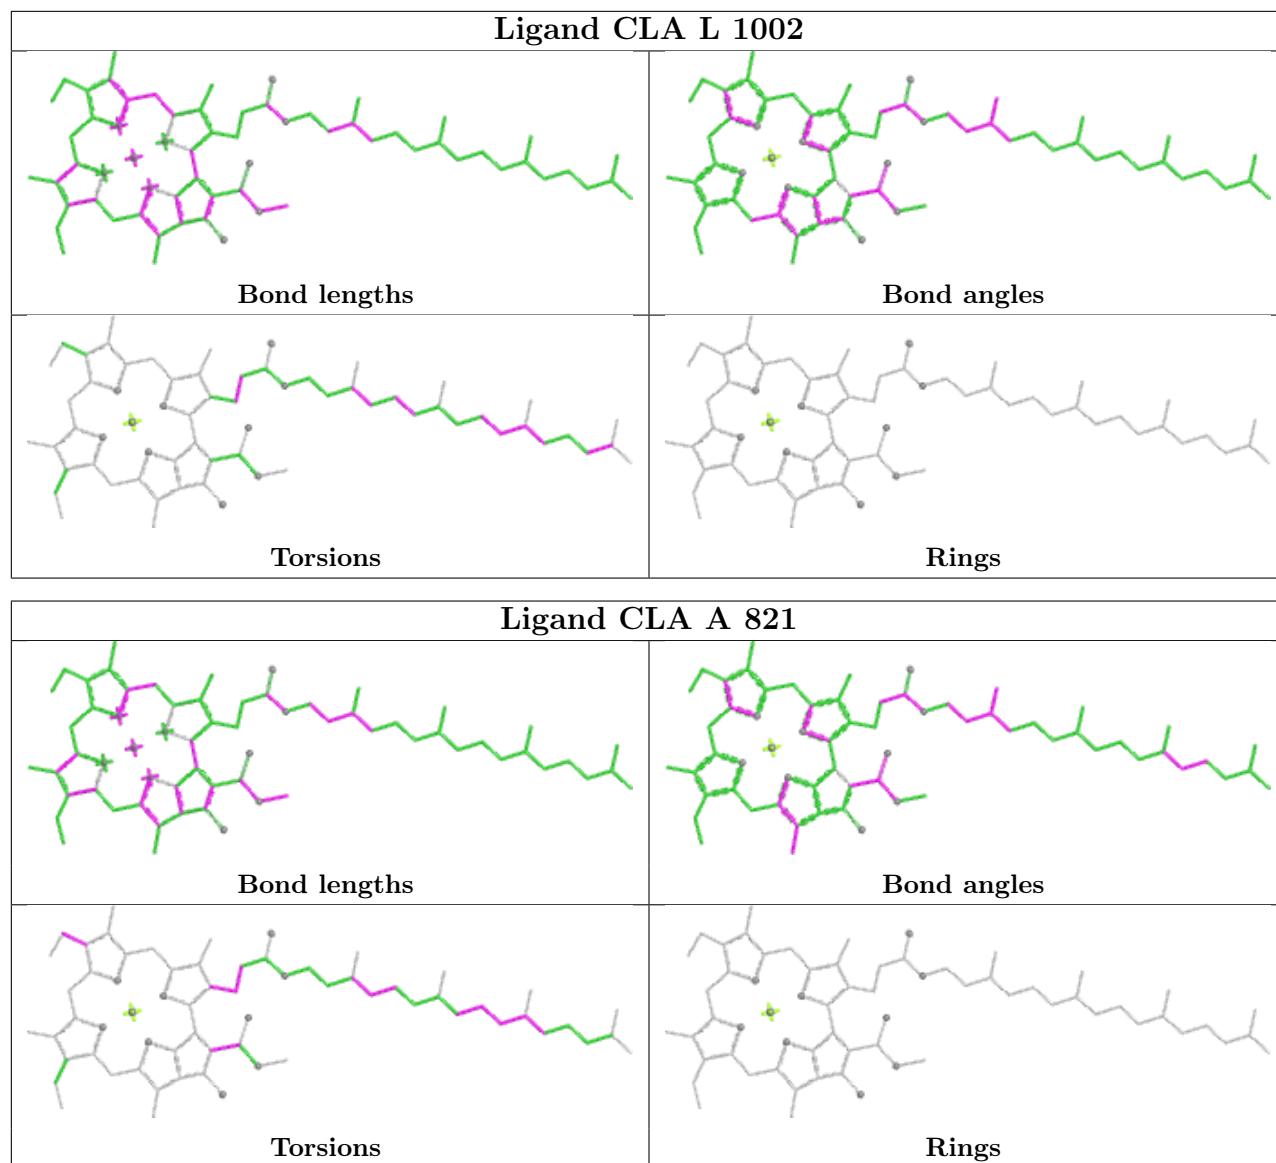 Ligand CLA L 1002
Bond lengths
Bond angles
Torsions
Rings
Ligand CLA A 821
Bond lengths
Bond angles
Torsions
Rings